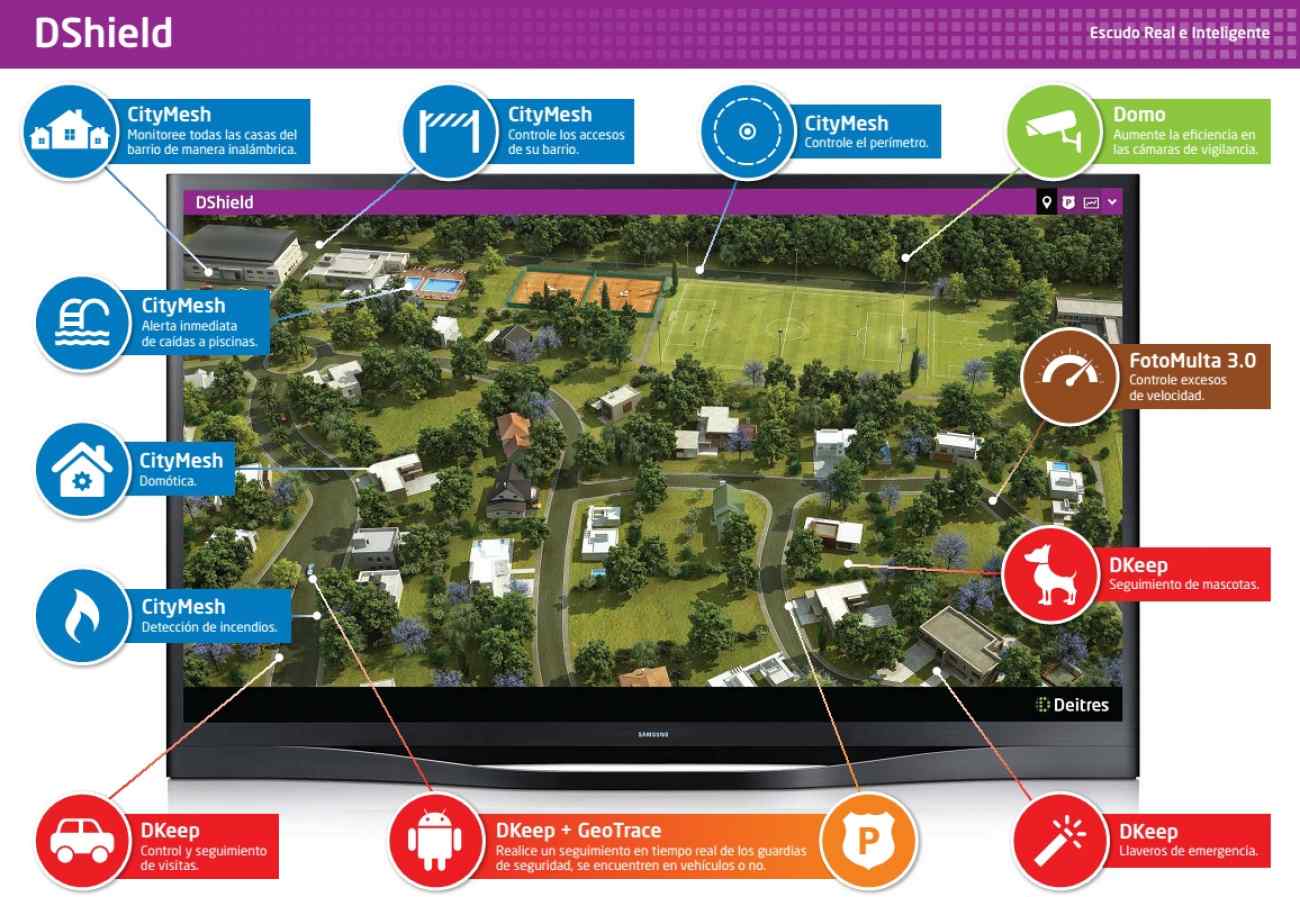 DShield
Escudo Real e Inteligente
CityMesh
Monitoree todas las casas del
barrio de manera inalámbrica.
CityMesh
Controle los accesos
de su barrio.
CityMesh
Controle el perímetro.
Domo
Aumente la eficiencia en
las cámaras de vigilancia.
DShield
P
CityMesh
Alerta inmediata
de caídas a piscinas.
FotoMulta 3.0
Controle excesos
de velocidad.
CityMesh
Domótica.
DKeep
Seguimiento de mascotas.
CityMesh
Detección de incendios.
Deitres
SAMSUNG
DKeep
Control y seguimiento
de visitas.
DKeep + GeoTrace
Realice un seguimiento en tiempo real de los guardias
de seguridad, se encuentren en vehículos o no.
P
DKeep
Llaveros de emergencia.